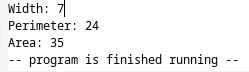 Width: 7
Perimeter: 24
Area: 35
-- program is finished running --